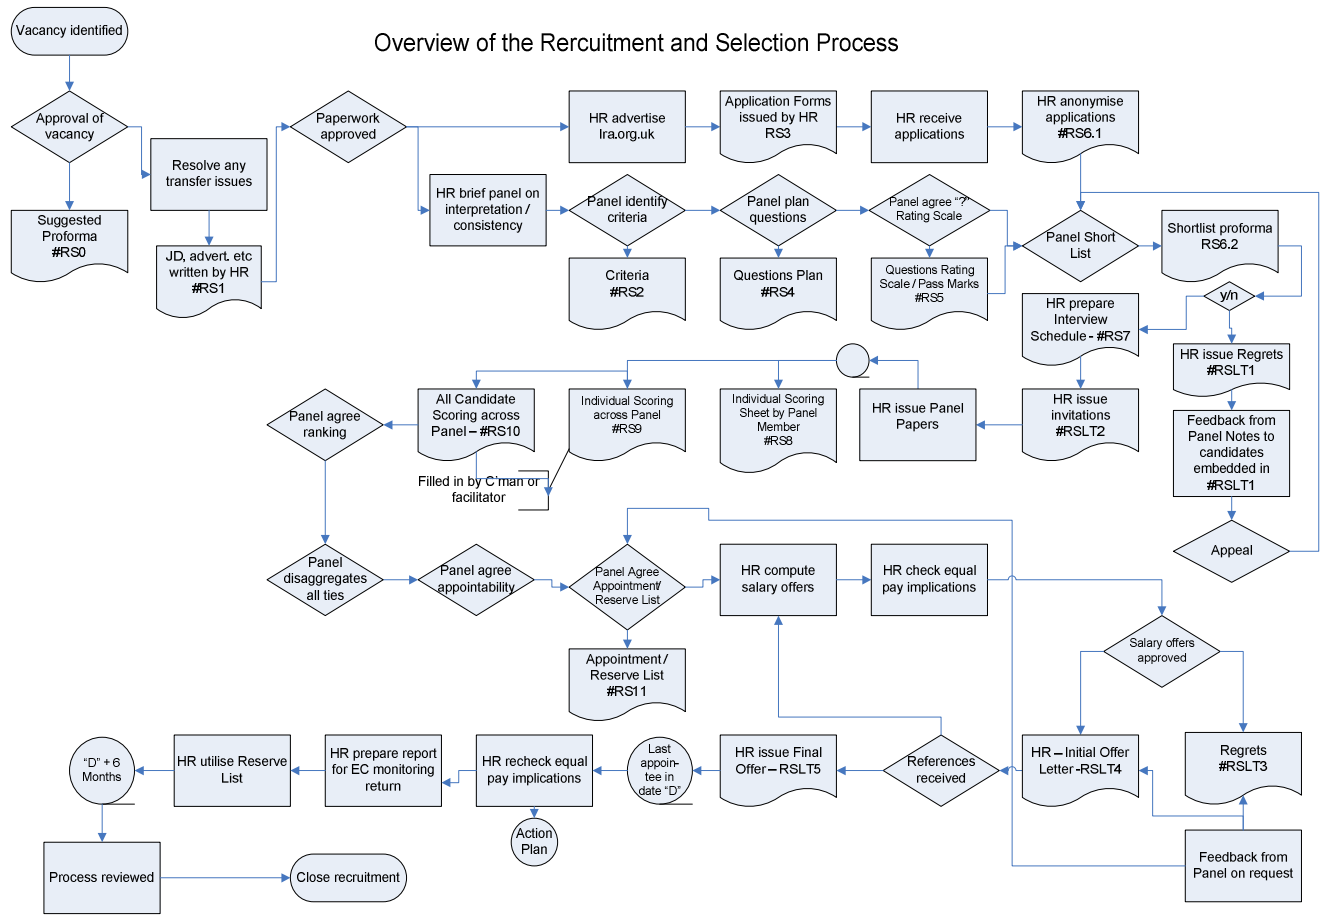 Vacancy identified
Overview of the Rercuitment and Selection Process
Approval of
vacancy
Resolve any
transfer issues
Suggested
Proforma
#RS0
JD, advert. etc
written by HR
#RS1
Paperwork
approved
HR advertise
lra.org.uk
Application Forms
issued by HR
RS3
HR receive
applications
HR anonymise
applications
#RS6.1
HR brief panel on
interpretation /
consistency
Panel identify
criteria
Panel plan
questions
Panel agree “?”
Rating Scale
Panel Short
List
Shortlist proforma
RS6.2
Criteria
#RS2
Questions Plan
#RS4
Questions Rating
Scale / Pass Marks
#RS5
y/n
HR prepare
Interview
Schedule - #RS7
HR issue Regrets
#RSLT1
Panel agree
ranking
All Candidate
Scoring across
Panel – #RS10
Individual Scoring
across Panel
#RS9
Individual Scoring
Sheet by Panel
Member
#RS8
HR issue Panel
Papers
HR issue
invitations
#RSLT2
Feedback from
Panel Notes to
candidates
embedded in
#RSLT1
Filled in by C’man or
facilitator
Appeal
Panel
disaggregates
all ties
Panel agree
appointability
Panel Agree
Appointment/
Reserve List
HR compute
salary offers
HR check equal
pay implications
Salary offers
approved
Appointment /
Reserve List
#RS11
“D” + 6
Months
HR utilise Reserve
List
HR prepare report
for EC monitoring
return
HR recheck equal
pay implications
Last
appoin-
tee in
date “D”
HR issue Final
Offer – RSLT5
References
received
HR – Initial Offer
Letter -RSLT4
Regrets
#RSLT3
Action
Plan
Process reviewed
Close recruitment
Feedback from
Panel on request